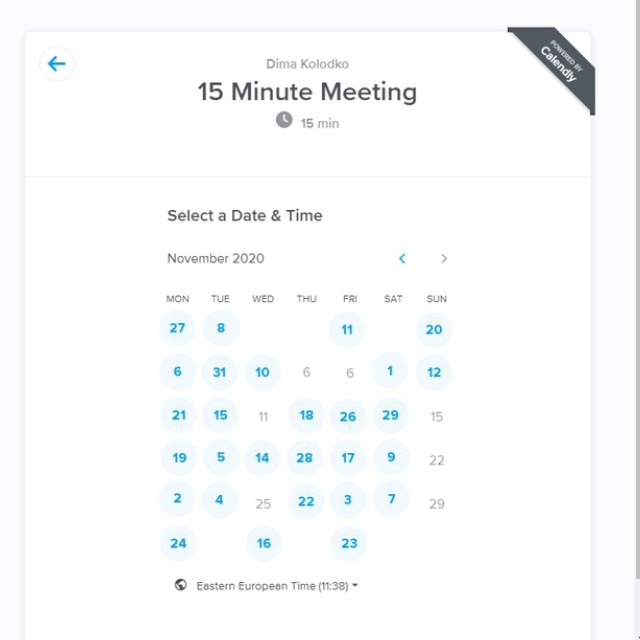 POWERED BY
Calendly
Dima Kolodko
15 Minute Meeting
15 min
Select a Date & Time
November 2020
MON TUE WED THU FRI SAT SUN
27 8 11 20
6 31 10 6 6 1 12
21 15 11 18 26 29 15
19 5 14 28 17 9 22
2 4 25 22 3 7 29
24 16 23
Eastern European Time (11:38)